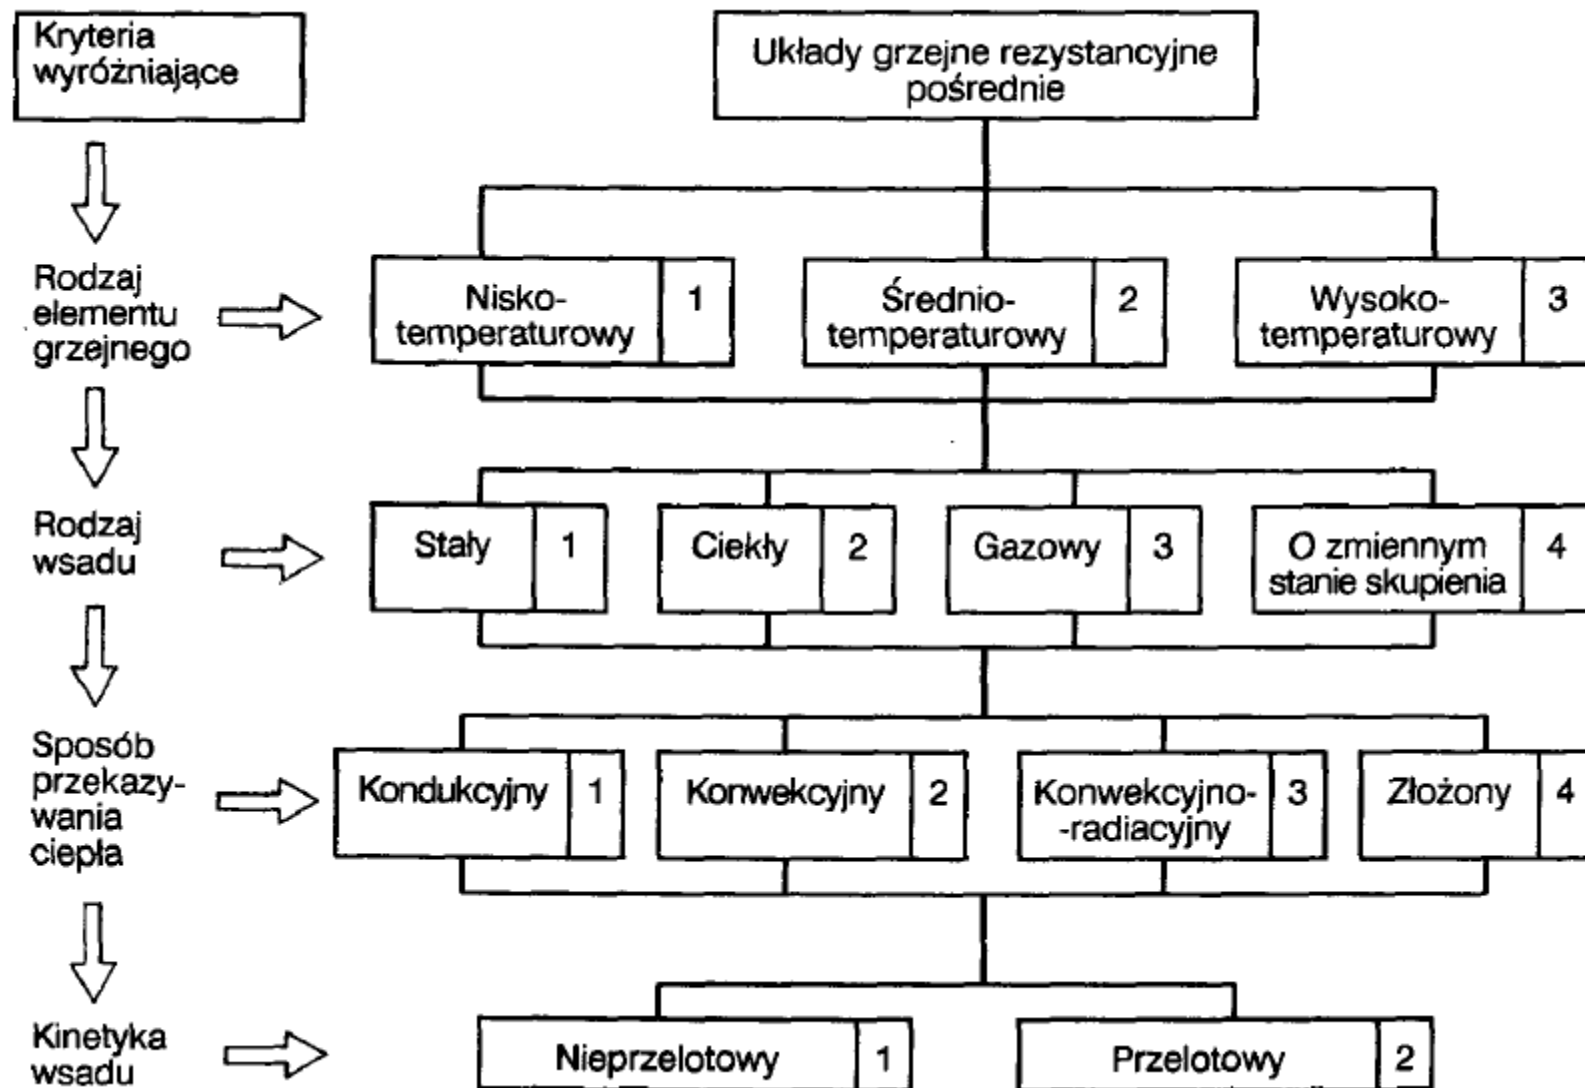 Kryteria
wyróżniające
Układy grzejne rezystancyjne
pośrednie
Rodzaj
elementu
grzejnego
Nisko-
temperaturowy
1
Średnio-
temperaturowy
2
Wysoko-
temperaturowy
3
Rodzaj
wsadu
Stały
1
Ciekły
2
Gazowy
3
O zmiennym
stanie skupienia
4
Sposób
przekazy-
wania
ciepła
Kondukcyjny
1
Konwekcyjny
2
Konwekcyjno-
-radiacyjny
3
Złożony
4
Kinetyka
wsadu
Nieprzelotowy
1
Przelotowy
2